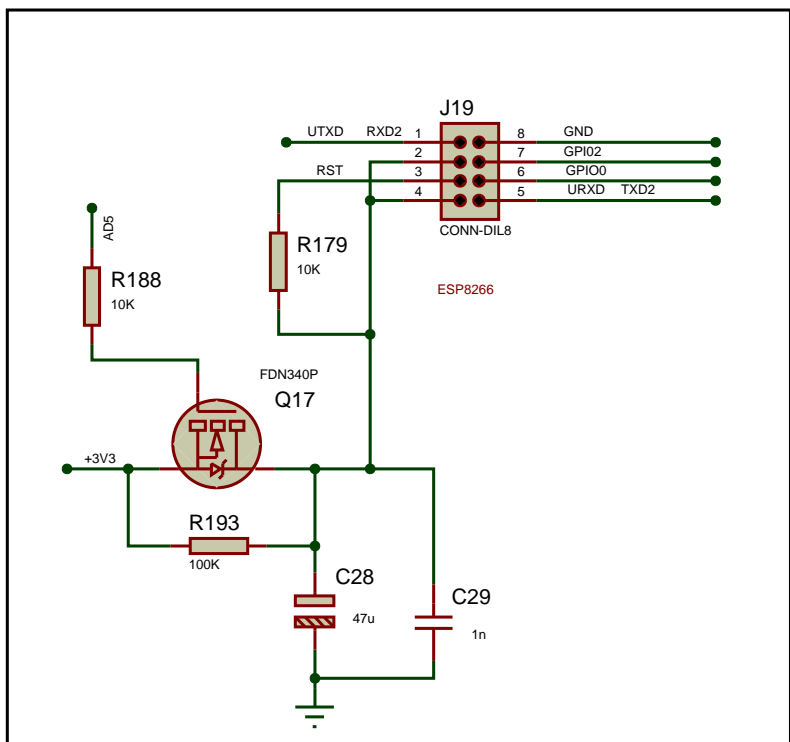 J19
UTXD RXD2 1 8 GND
2 7 GPI02
RST 3 6 GPIO0
4 5 URXD TXD2
CONN-DIL8
AD5
R179
10K
R188
10K
ESP8266
FDN340P
Q17
+3V3
R193
100K
C28
47u
C29
1n